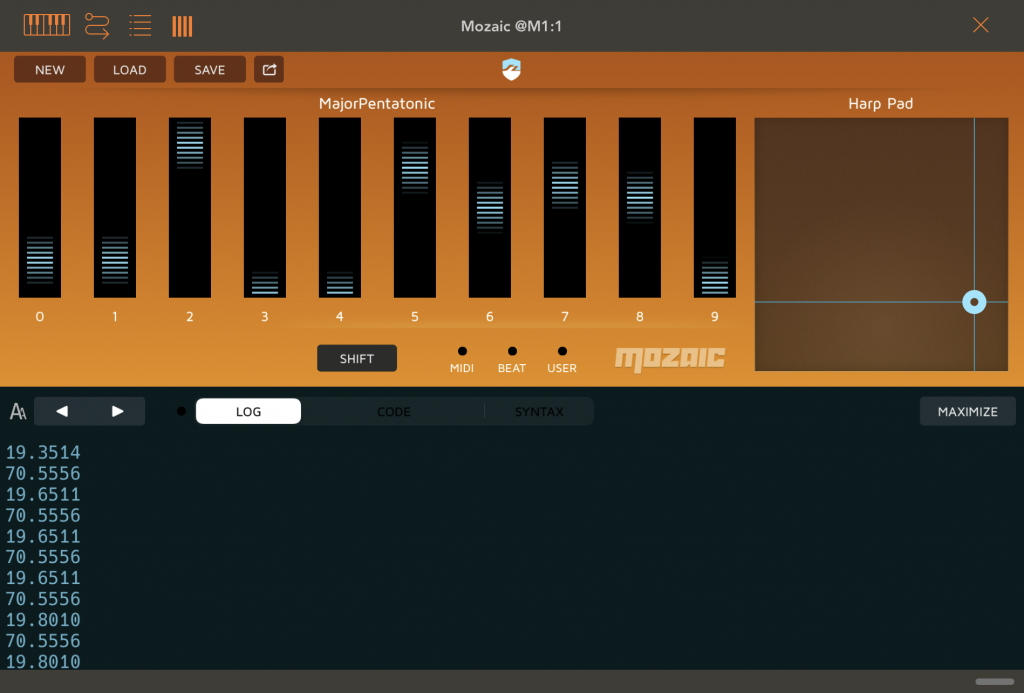 Mozaic @M1:1
NEW LOAD SAVE
MajorPentatonic
Harp Pad
0 1 2 3 4 5 6 7 8 9
SHIFT
MIDI BEAT USER
mozaic
AA
LOG CODE SYNTAX
MAXIMIZE
19.3514
70.5556
19.6511
70.5556
19.6511
70.5556
19.6511
70.5556
19.8010
70.5556
19.8010